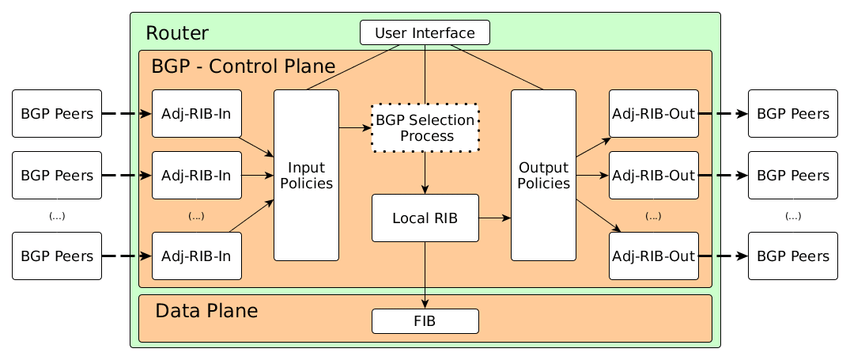 User Interface
Router
BGP - Control Plane
BGP Peers
Adj-RIB-In
BGP Selection
Process
Adj-RIB-Out
BGP Peers
BGP Peers
Adj-RIB-In
Input
Policies
Output
Policies
Adj-RIB-Out
BGP Peers
(...)
(...)
Local RIB
(...)
(...)
BGP Peers
Adj-RIB-In
Adj-RIB-Out
BGP Peers
Data Plane
FIB